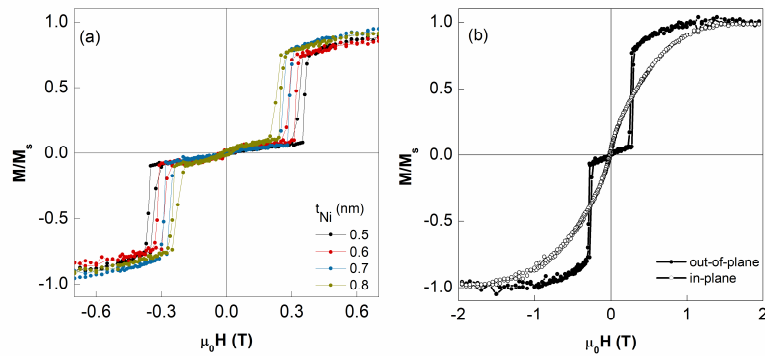 (a)
1.0
0.5
0.0
-0.5
-1.0
M/Ms
-0.6
-0.3
0.0
0.3
0.6
μ0H (T)
tNi (nm)
0.5
0.6
0.7
0.8
(b)
1.0
0.5
0.0
-0.5
-1.0
M/Ms
-2
-1
0
1
2
μ0H (T)
out-of-plane
in-plane